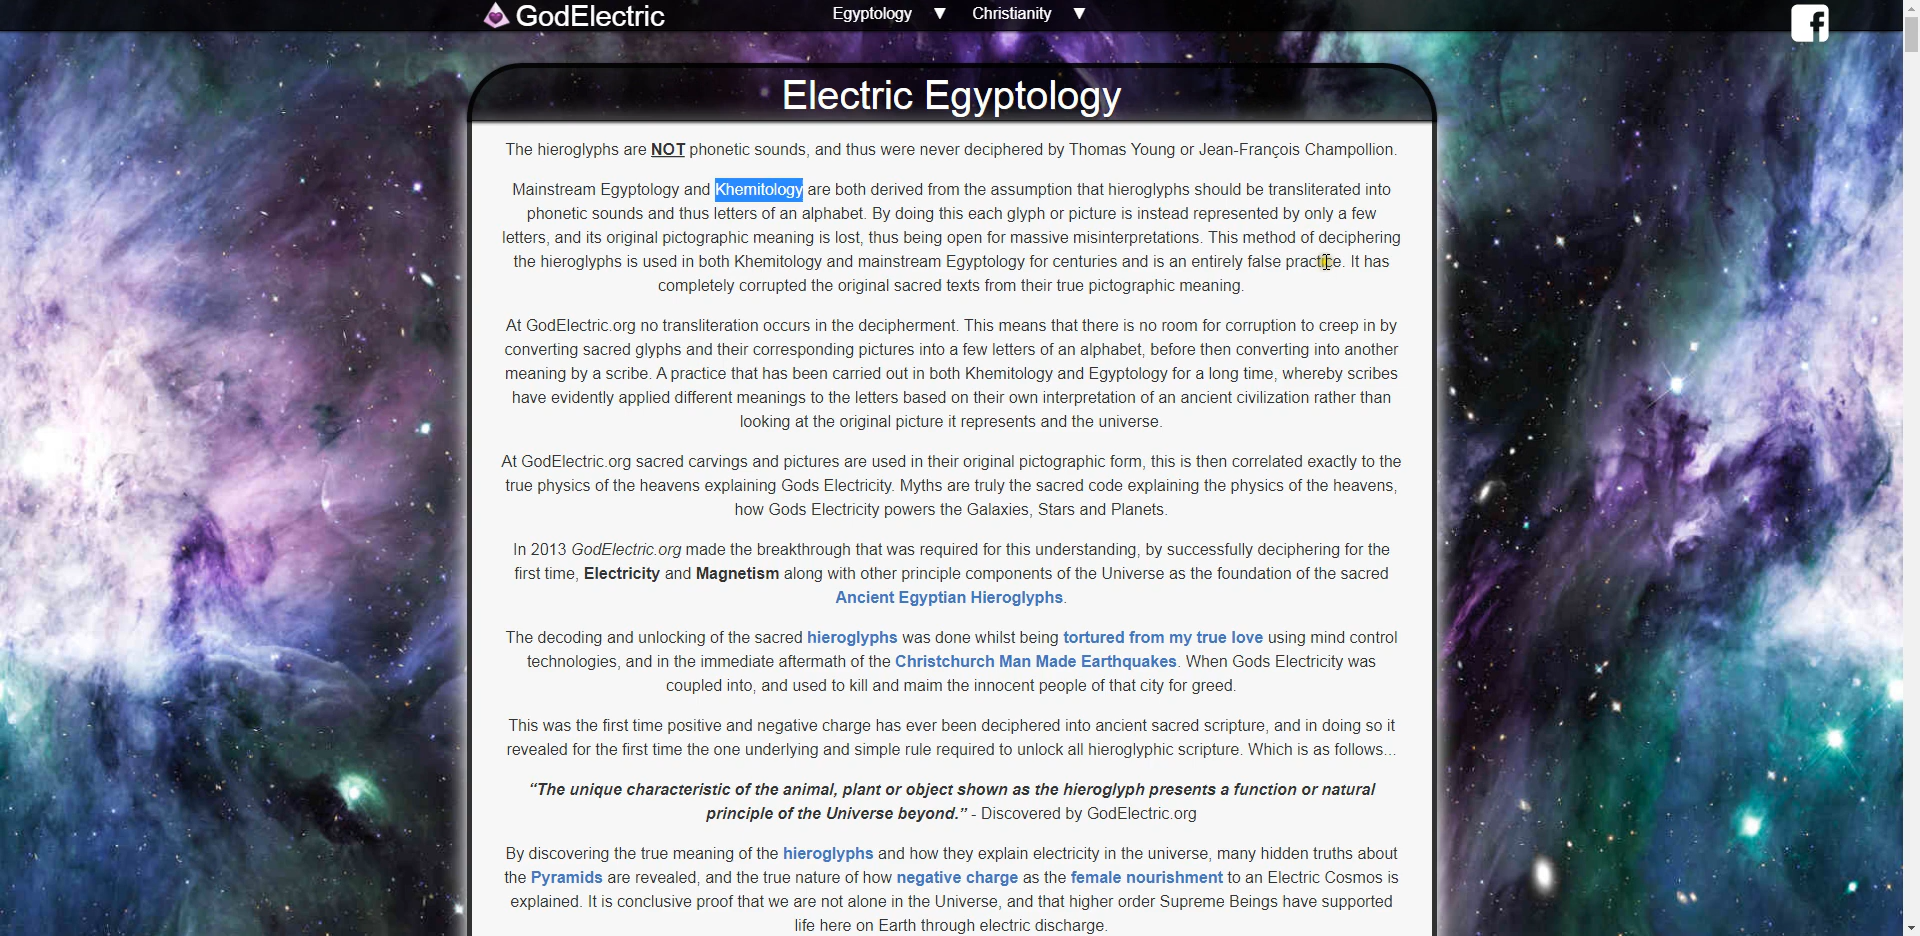 GodElectric
Egyptology ▼ Christianity ▼
Electric Egyptology
The hieroglyphs are NOT phonetic sounds, and thus were never deciphered by Thomas Young or Jean-François Champollion.
Mainstream Egyptology and Khemitology are both derived from the assumption that hieroglyphs should be transliterated into
phonetic sounds and thus letters of an alphabet. By doing this each glyph or picture is instead represented by only a few
letters, and its original pictographic meaning is lost, thus being open for massive misinterpretations. This method of deciphering
the hieroglyphs is used in both Khemitology and mainstream Egyptology for centuries and is an entirely false practice. It has
completely corrupted the original sacred texts from their true pictographic meaning.
At GodElectric.org no transliteration occurs in the decipherment. This means that there is no room for corruption to creep in by
converting sacred glyphs and their corresponding pictures into a few letters of an alphabet, before then converting into another
meaning by a scribe. A practice that has been carried out in both Khemitology and Egyptology for a long time, whereby scribes
have evidently applied different meanings to the letters based on their own interpretation of an ancient civilization rather than
looking at the original picture it represents and the universe.
At GodElectric.org sacred carvings and pictures are used in their original pictographic form, this is then correlated exactly to the
true physics of the heavens explaining Gods Electricity. Myths are truly the sacred code explaining the physics of the heavens,
how Gods Electricity powers the Galaxies, Stars and Planets.
In 2013 GodElectric.org made the breakthrough that was required for this understanding, by successfully deciphering for the
first time, Electricity and Magnetism along with other principle components of the Universe as the foundation of the sacred
Ancient Egyptian Hieroglyphs.
The decoding and unlocking of the sacred hieroglyphs was done whilst being tortured from my true love using mind control
technologies, and in the immediate aftermath of the Christchurch Man Made Earthquakes. When Gods Electricity was
coupled into, and used to kill and maim the innocent people of that city for greed.
This was the first time positive and negative charge has ever been deciphered into ancient sacred scripture, and in doing so it
revealed for the first time the one underlying and simple rule required to unlock all hieroglyphic scripture. Which is as follows...
“The unique characteristic of the animal, plant or object shown as the hieroglyph presents a function or natural
principle of the Universe beyond.” - Discovered by GodElectric.org
By discovering the true meaning of the hieroglyphs and how they explain electricity in the universe, many hidden truths about
the Pyramids are revealed, and the true nature of how negative charge as the female nourishment to an Electric Cosmos is
explained. It is conclusive proof that we are not alone in the Universe, and that higher order Supreme Beings have supported
life here on Earth through electric discharge.